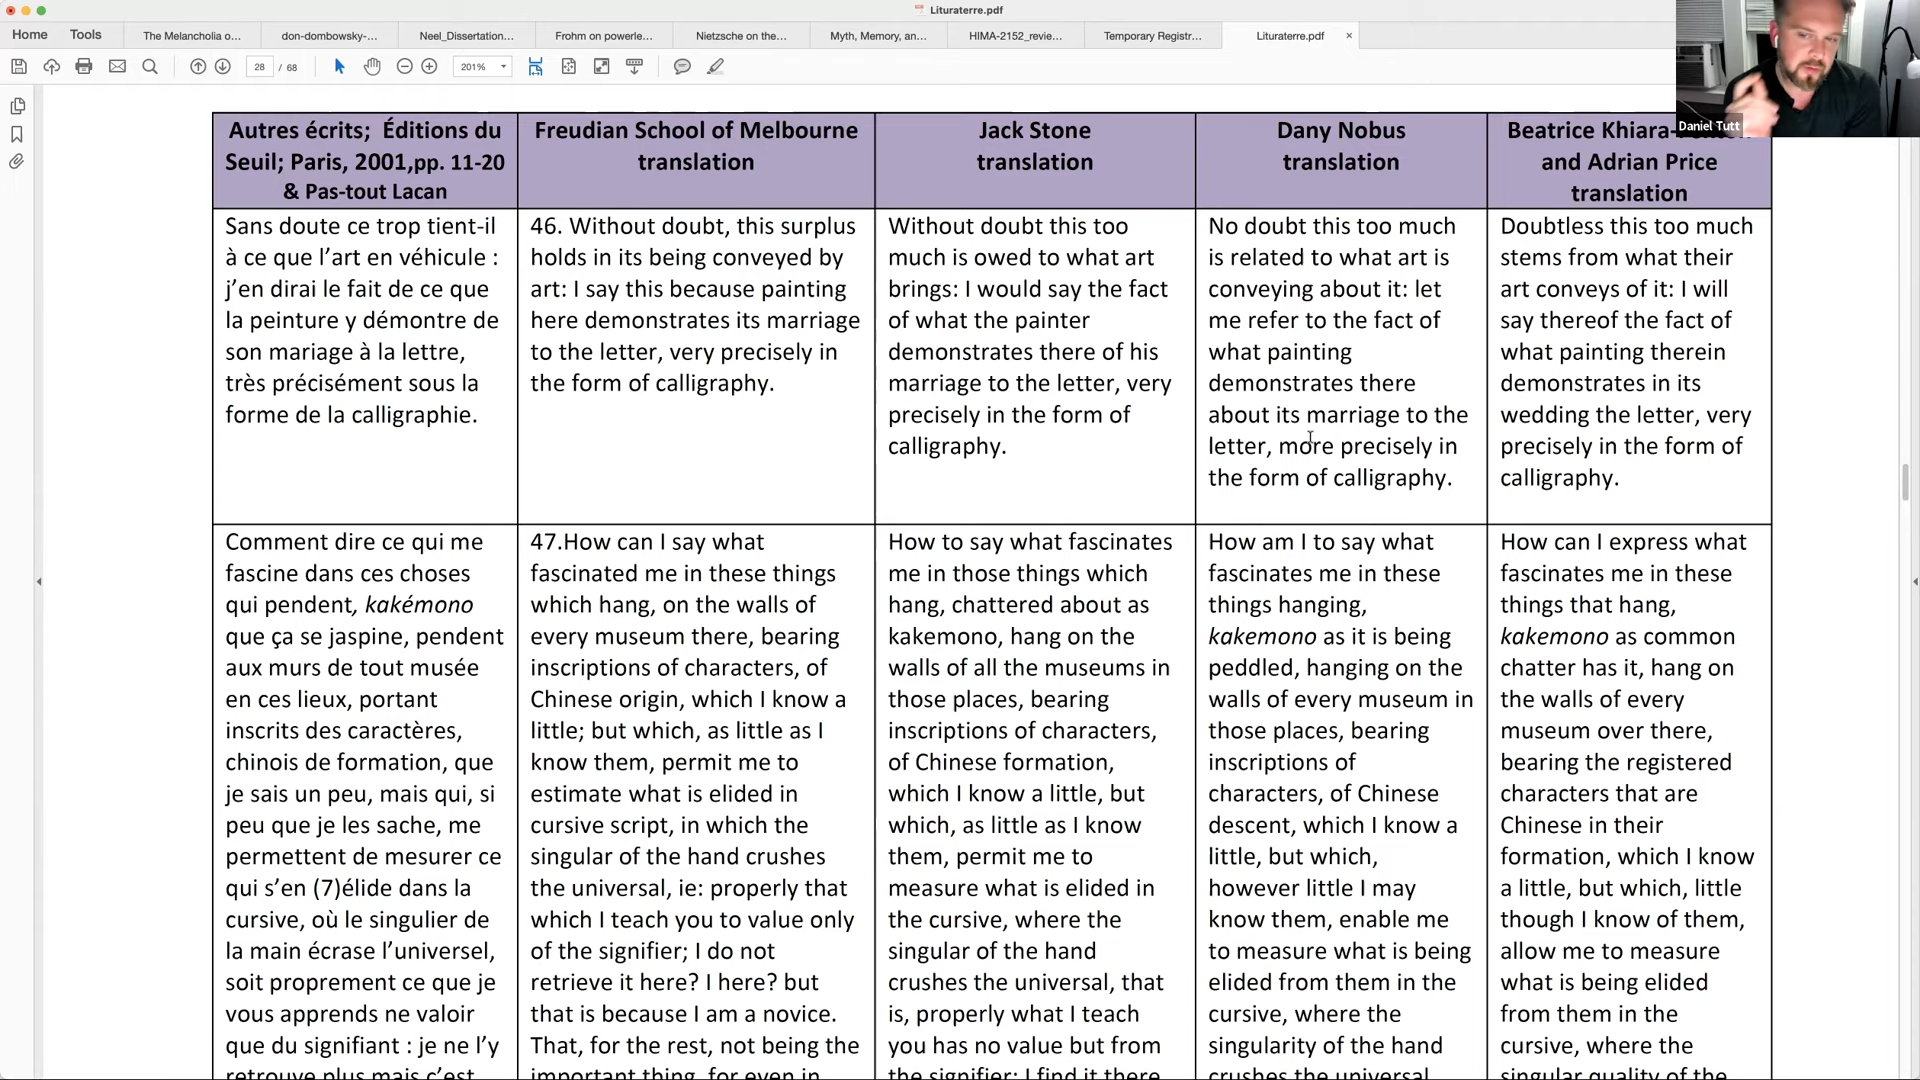 Lituraterre.pdf
Home
Tools
The Melancholia o...
don-dombowsky-...
Neel_Dissertation...
Frohm on powerle...
Nietzsche on the...
Myth, Memory, an...
HIMA-2152_revie...
Temporary Registr...
Lituraterre.pdf
28 / 68
201%
Daniel Tutt
Autres écrits; Éditions du
Seuil; Paris, 2001,pp. 11-20
& Pas-tout Lacan
Freudian School of Melbourne
translation
Jack Stone
translation
Dany Nobus
translation
Beatrice Khiara-
and Adrian Price
translation
Sans doute ce trop tient-il
à ce que l’art en véhicule :
j’en dirai le fait de ce que
la peinture y démontre de
son mariage à la lettre,
très précisément sous la
forme de la calligraphie.
46. Without doubt, this surplus
holds in its being conveyed by
art: I say this because painting
here demonstrates its marriage
to the letter, very precisely in
the form of calligraphy.
Without doubt this too
much is owed to what art
brings: I would say the fact
of what the painter
demonstrates there of his
marriage to the letter, very
precisely in the form of
calligraphy.
No doubt this too much
is related to what art is
conveying about it: let
me refer to the fact of
what painting
demonstrates there
about its marriage to the
letter, more precisely in
the form of calligraphy.
Doubtless this too much
stems from what their
art conveys of it: I will
say thereof the fact of
what painting therein
demonstrates in its
wedding the letter, very
precisely in the form of
calligraphy.
Comment dire ce qui me
fascine dans ces choses
qui pendent, kakémono
que ça se jaspine, pendent
aux murs de tout musée
en ces lieux, portant
inscrits des caractères,
chinois de formation, que
je sais un peu, mais qui, si
peu que je les sache, me
permettent de mesurer ce
qui s’en (7)élide dans la
cursive, où le singulier de
la main écrase l’universel,
soit proprement ce que je
vous apprends ne valoir
que du signifiant : je ne l’y
retrouve plus mais c’est
47.How can I say what
fascinated me in these things
which hang, on the walls of
every museum there, bearing
inscriptions of characters, of
Chinese origin, which I know a
little; but which, as little as I
know them, permit me to
estimate what is elided in
cursive script, in which the
singular of the hand crushes
the universal, ie: properly that
which I teach you to value only
of the signifier; I do not
retrieve it here? I here? but
that is because I am a novice.
That, for the rest, not being the
important thing, for even in
How to say what fascinates
me in those things which
hang, chattered about as
kakemono, hang on the
walls of all the museums in
those places, bearing
inscriptions of characters,
of Chinese formation,
which I know a little, but
which, as little as I know
them, permit me to
measure what is elided in
the cursive, where the
singular of the hand
crushes the universal, that
is, properly what I teach
you has no value but from
the signifier: I find it there
How am I to say what
fascinates me in these
things hanging,
kakemono as it is being
peddled, hanging on the
walls of every museum in
those places, bearing
inscriptions of
characters, of Chinese
descent, which I know a
little, but which,
however little I may
know them, enable me
to measure what is being
elided from them in the
cursive, where the
singularity of the hand
crushes the universal
How can I express what
fascinates me in these
things that hang,
kakemono as common
chatter has it, hang on
the walls of every
museum over there,
bearing the registered
characters that are
Chinese in their
formation, which I know
a little, but which, little
though I know of them,
allow me to measure
what is being elided
from them in the
cursive, where the
singular quality of the